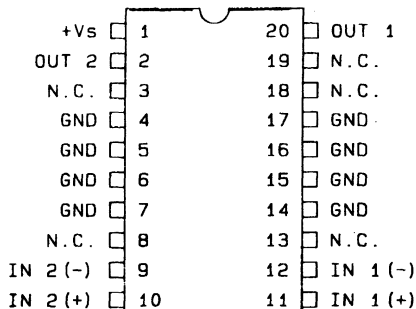 +Vs 1 20 OUT 1
OUT 2 2 19 N.C.
N.C. 3 18 N.C.
GND 4 17 GND
GND 5 16 GND
GND 6 15 GND
GND 7 14 GND
N.C. 8 13 N.C.
IN 2(-) 9 12 IN 1(-)
IN 2(+) 10 11 IN 1(+)